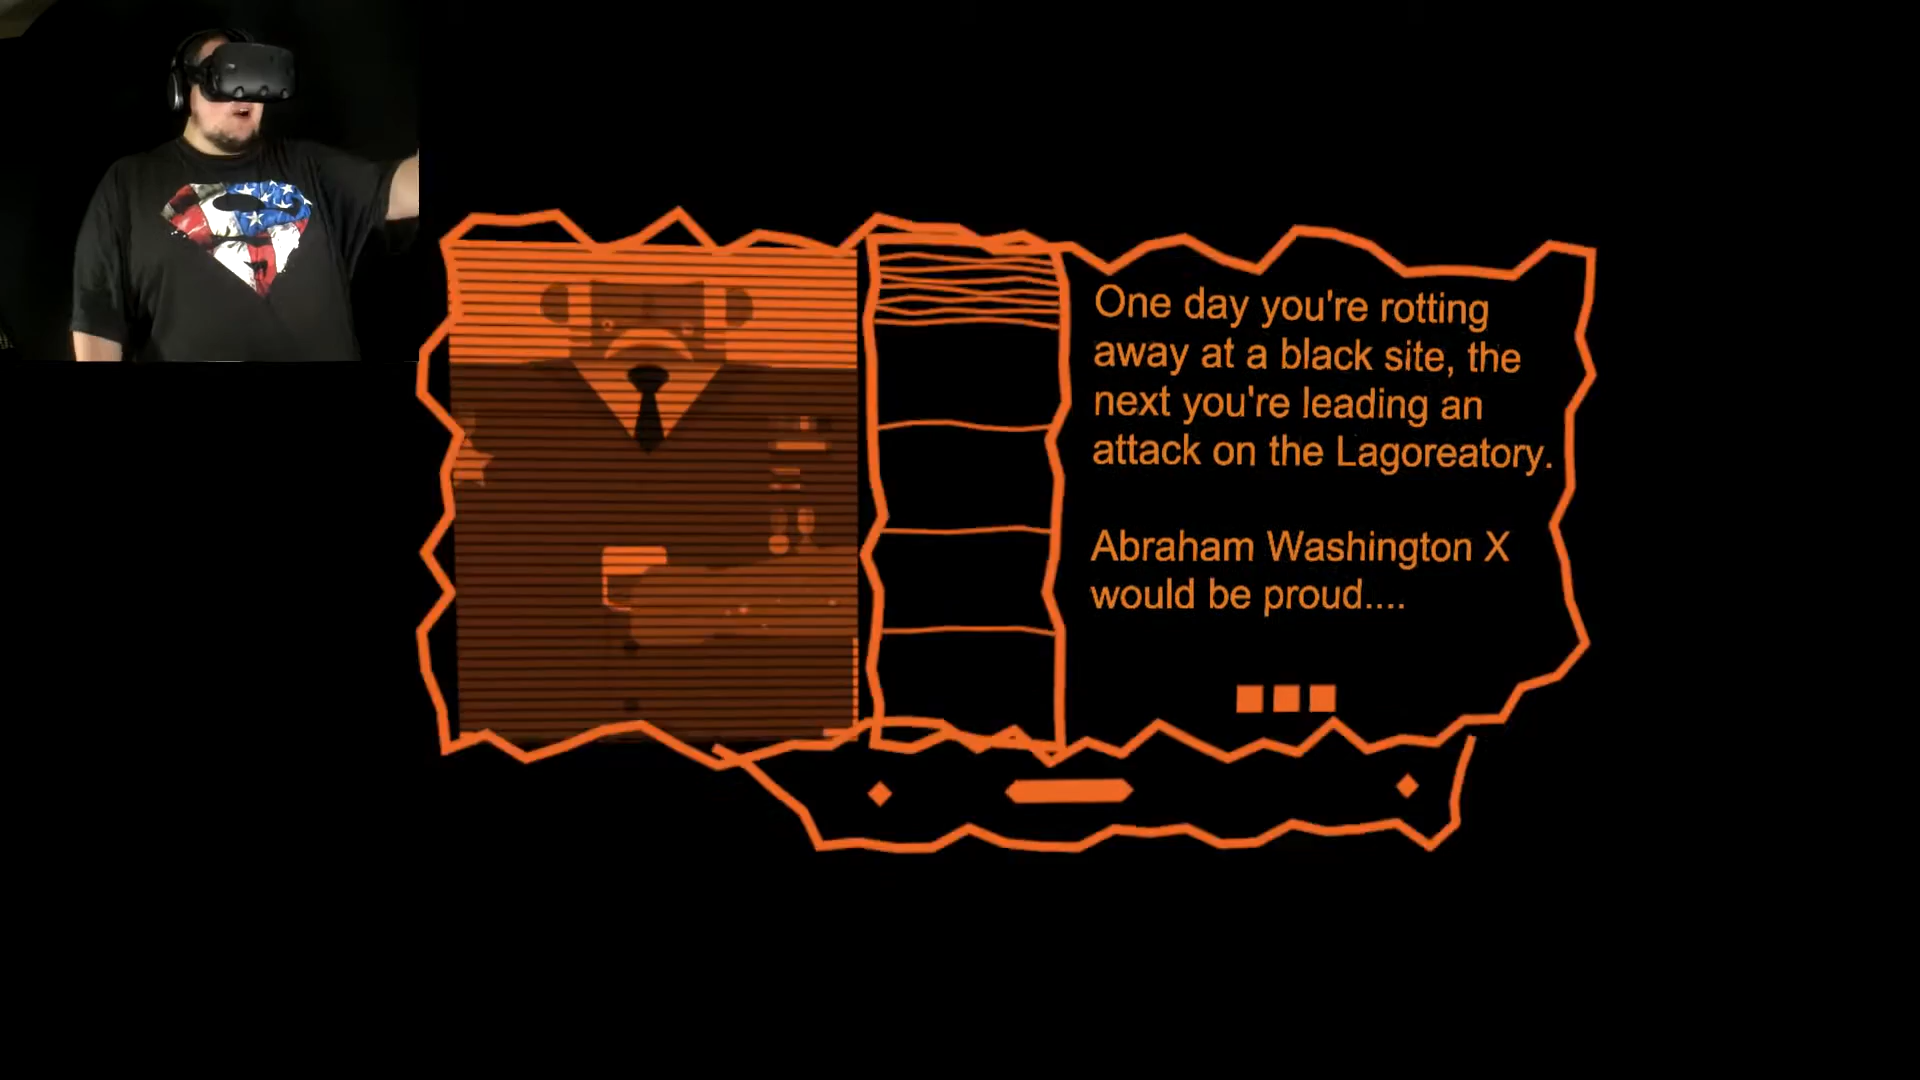 One day you're rotting
away at a black site, the
next you're leading an
attack on the Lagoreatory.
Abraham Washington X
would be proud....